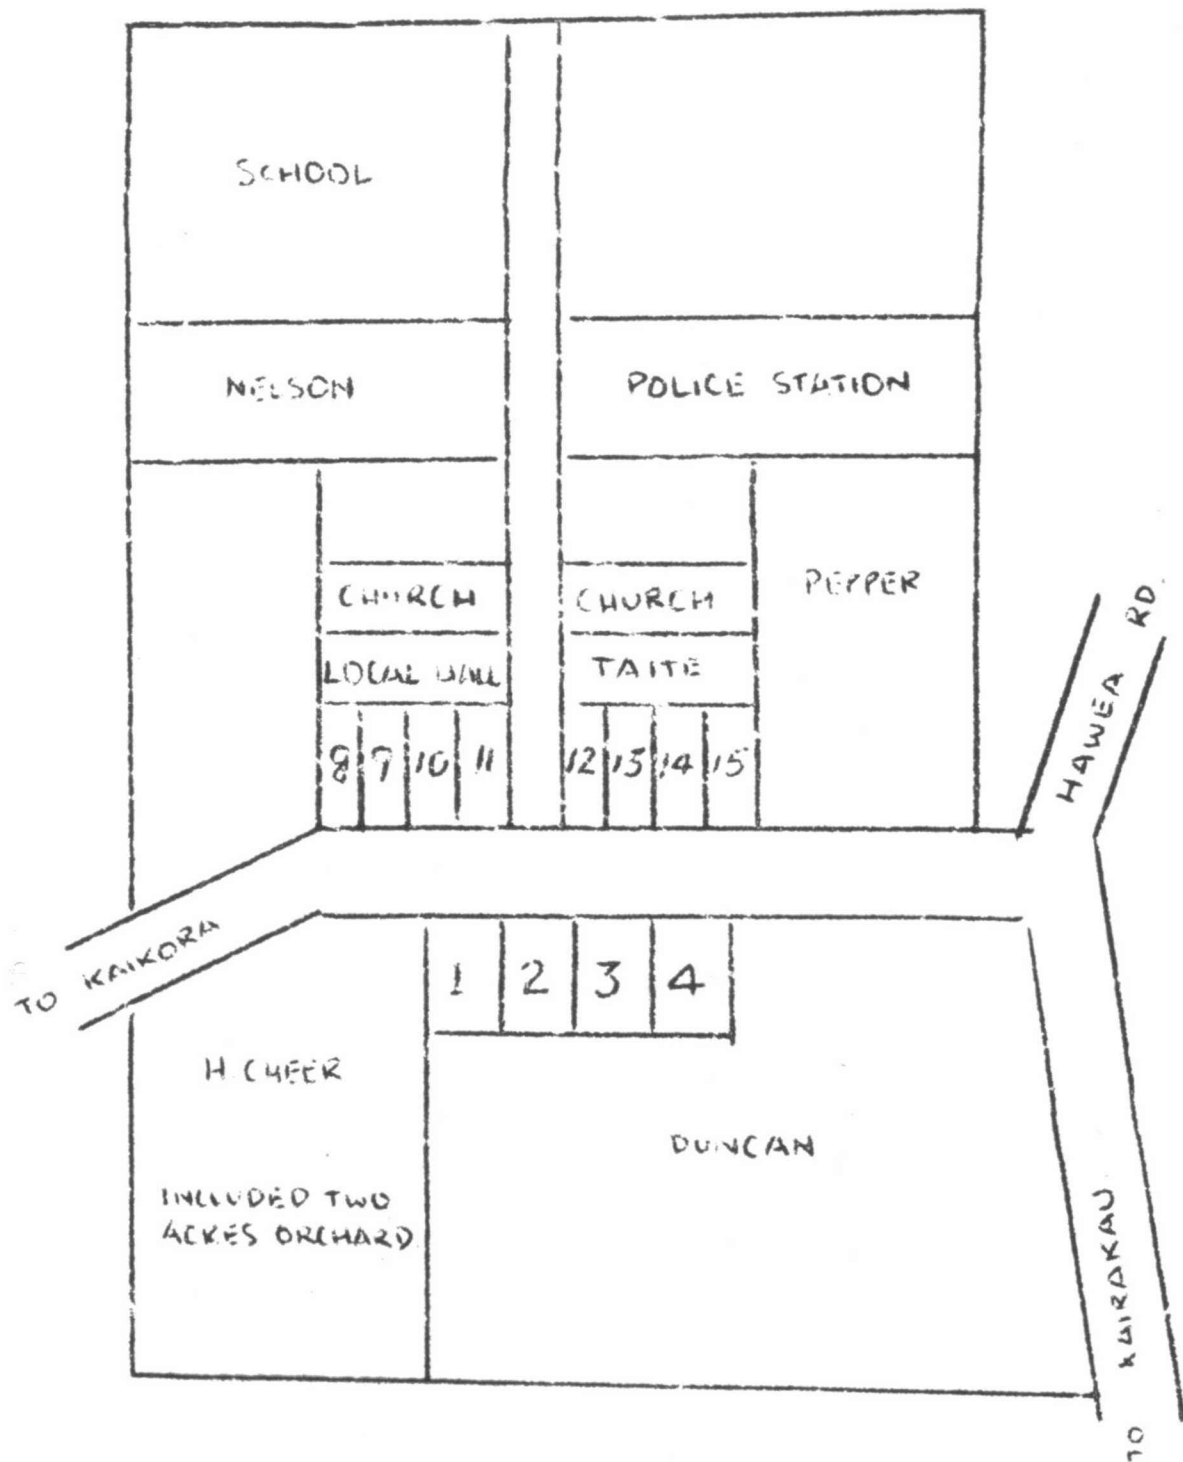 SCHOOL
NELSON
POLICE STATION
PEPPER
CHURCH
CHURCH
LOCAL HALL
TAITE
8 9 10 11 12 13 14 15
HAWEA RD.
TO KAIKORA
1 2 3 4
H. CHEER
DUNCAN
INCLUDED TWO
ACRES ORCHARD
TO KAIRAKAU